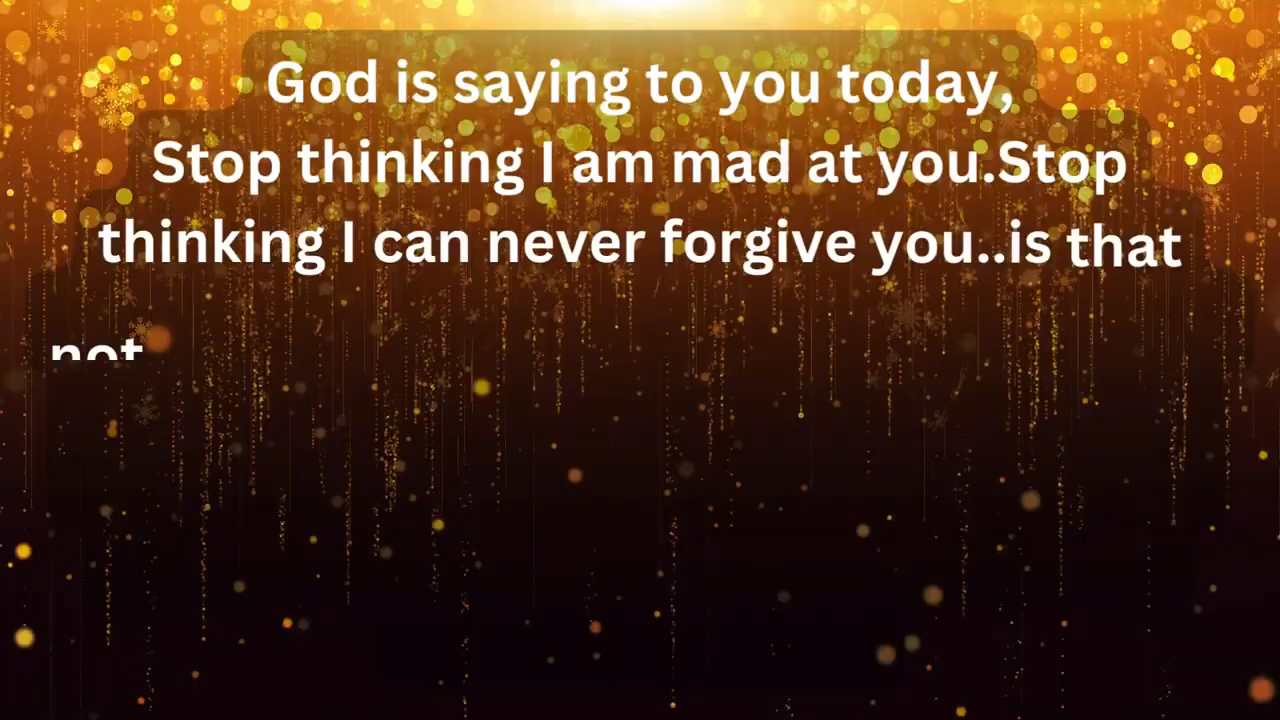 God is saying to you today,
Stop thinking I am mad at you.Stop
thinking I can never forgive you..is that
not